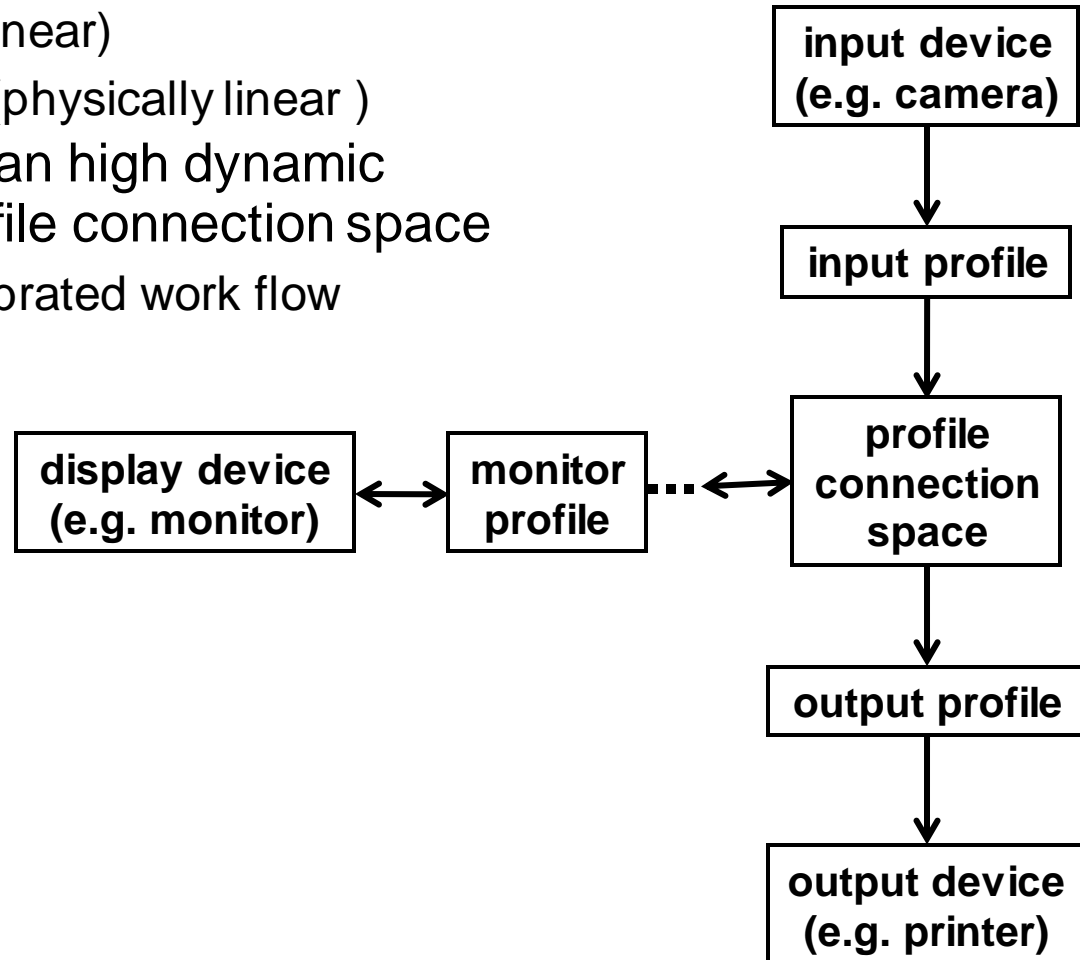 near)
(physically linear )
an high dynamic
file connection space
brated work flow
input device
(e.g. camera)
input profile
profile
connection
space
display device
(e.g. monitor)
monitor
profile
output profile
output device
(e.g. printer)